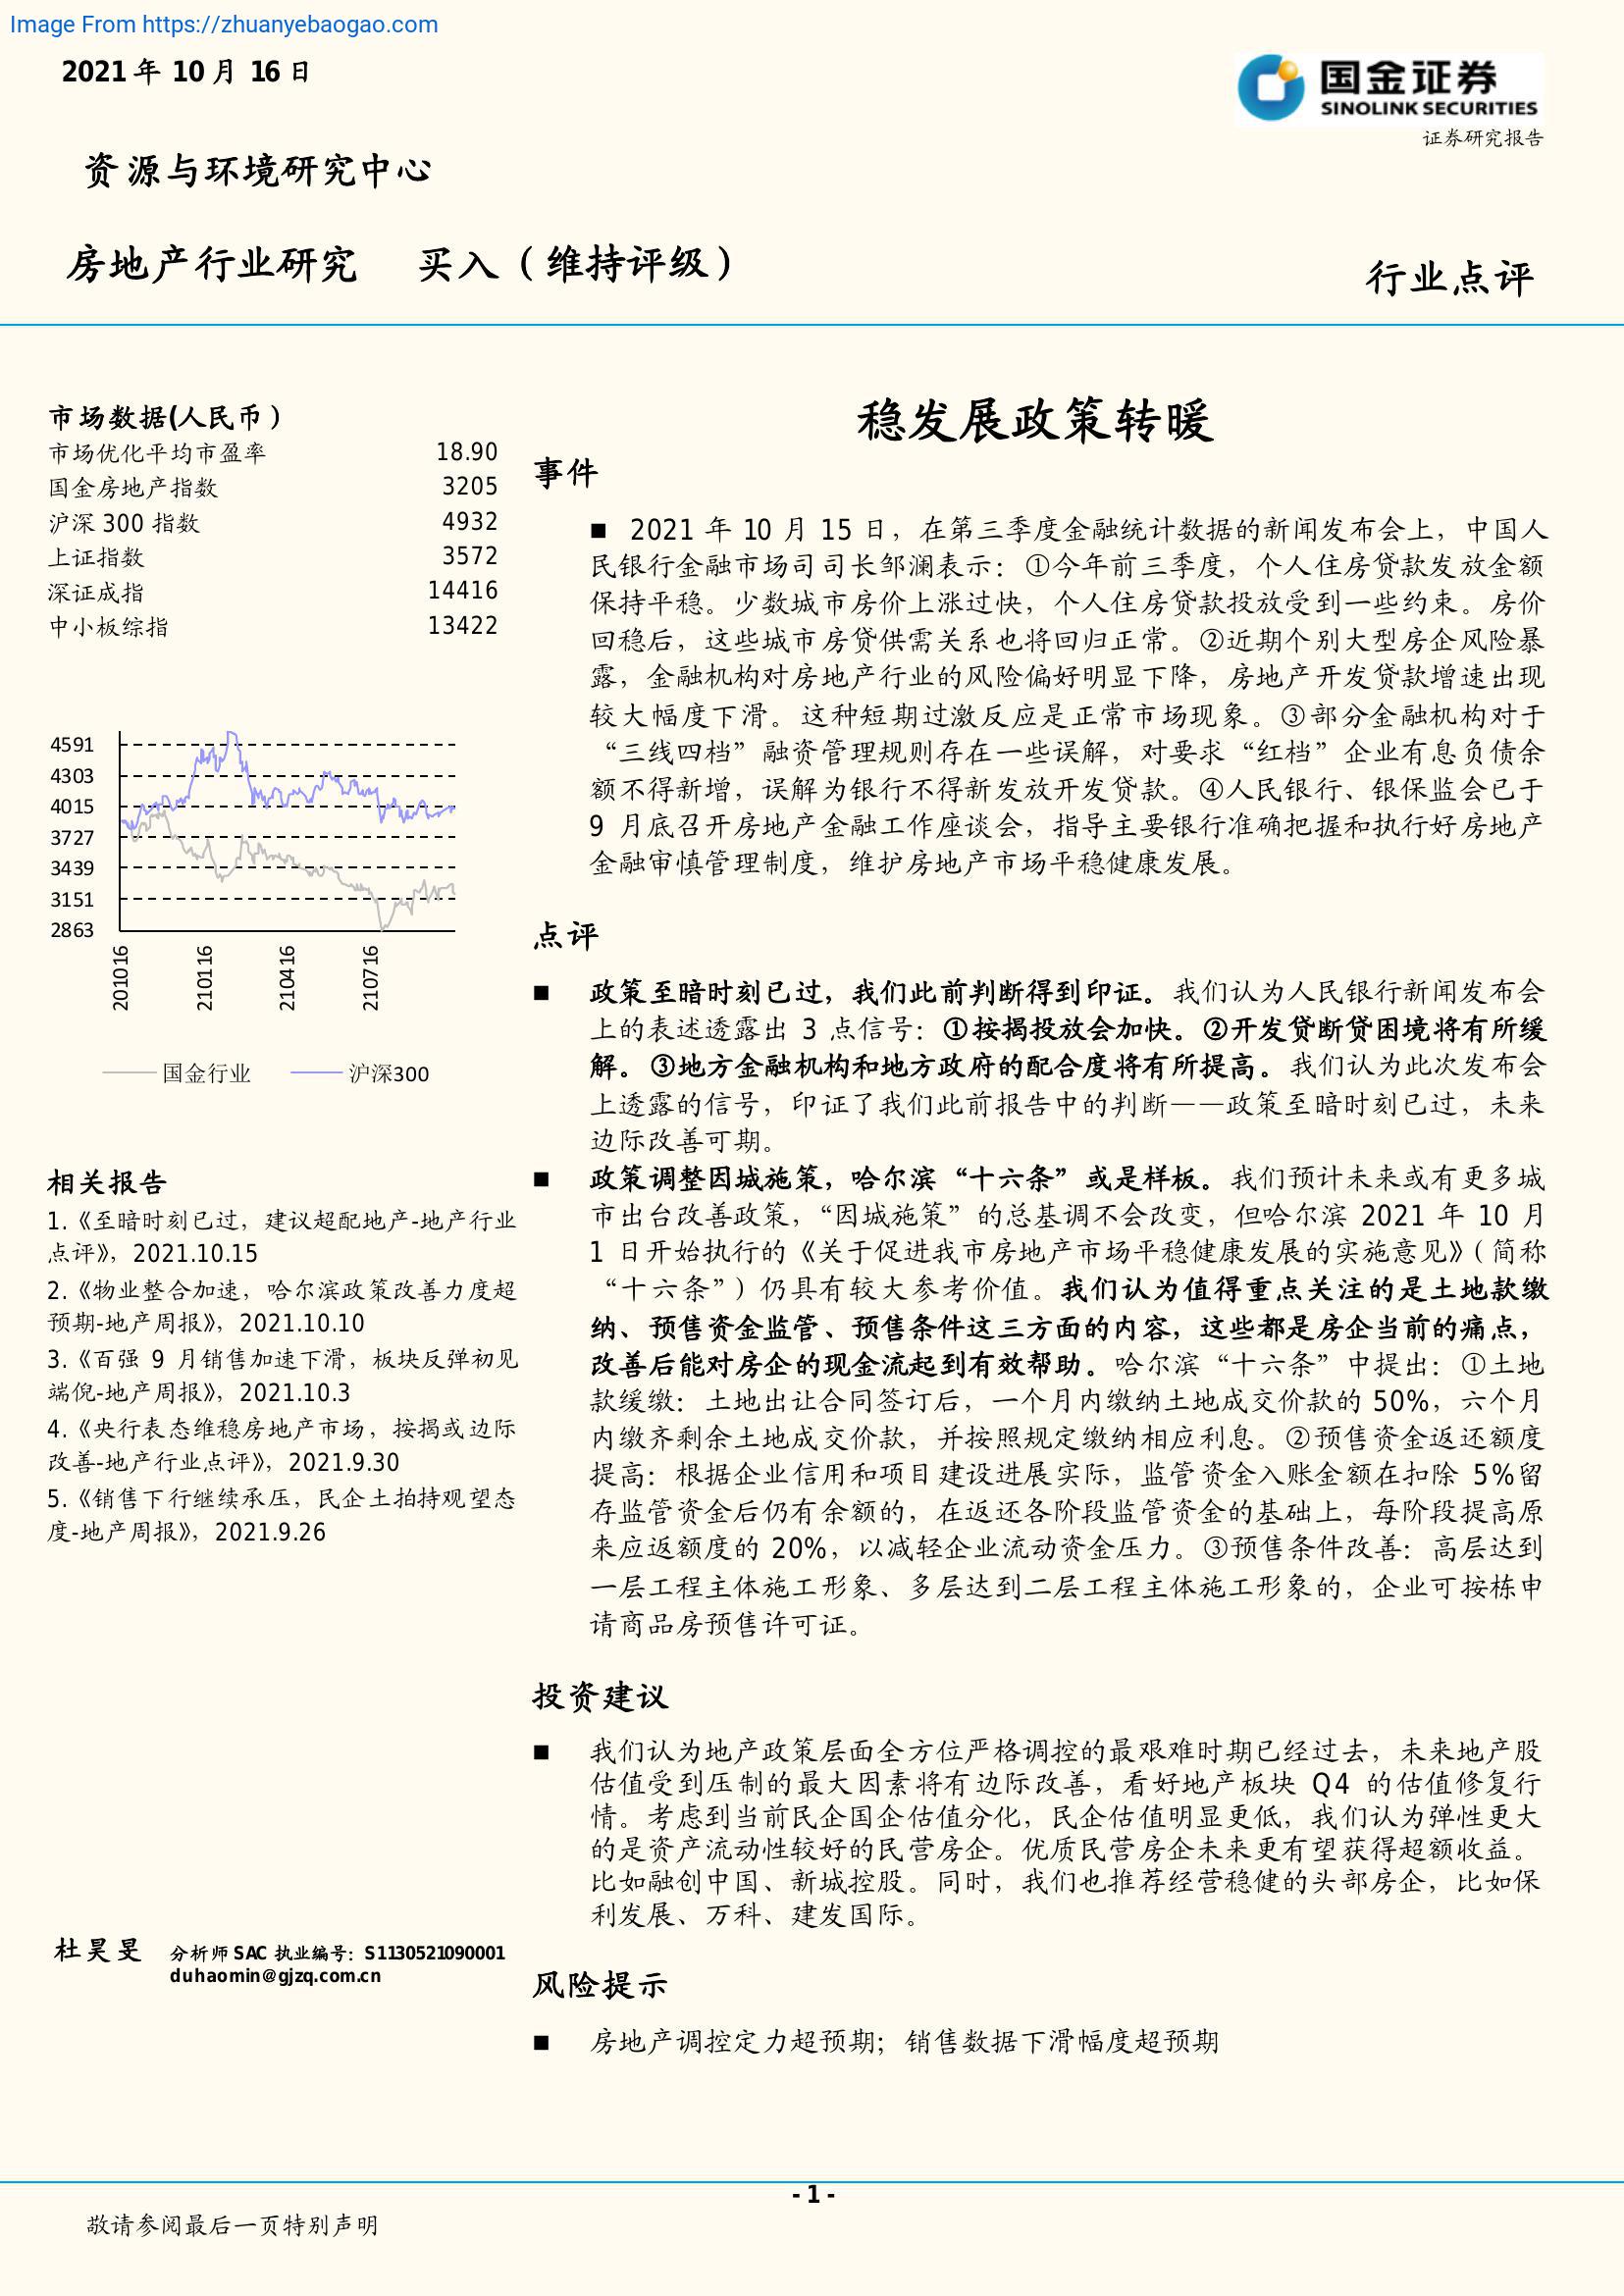 Image From https://zhuanyebaogao.com
2021 年 10 月 16 日
国金证券
SINOLINK SECURITIES
证券研究报告
资源与环境研究中心
房地产行业研究 买入（维持评级）
行业点评
市场数据(人民币）
市场优化平均市盈率 18.90
国金房地产指数 3205
沪深 300 指数 4932
上证指数 3572
深证成指 14416
中小板综指 13422
4591
4303
4015
3727
3439
3151
2863
201016
210116
210416
210716
国金行业 沪深300
相关报告
1.《至暗时刻已过，建议超配地产-地产行业
点评》，2021.10.15
2.《物业整合加速，哈尔滨政策改善力度超
预期-地产周报》，2021.10.10
3.《百强 9 月销售加速下滑，板块反弹初见
端倪-地产周报》，2021.10.3
4.《央行表态维稳房地产市场，按揭或边际
改善-地产行业点评》，2021.9.30
5.《销售下行继续承压，民企土拍持观望态
度-地产周报》，2021.9.26
杜昊旻 分析师 SAC 执业编号：S1130521090001
duhaomin@gjzq.com.cn
稳发展政策转暖
事件
■ 2021 年 10 月 15 日，在第三季度金融统计数据的新闻发布会上，中国人
民银行金融市场司司长邹澜表示：①今年前三季度，个人住房贷款发放金额
保持平稳。少数城市房价上涨过快，个人住房贷款投放受到一些约束。房价
回稳后，这些城市房贷供需关系也将回归正常。②近期个别大型房企风险暴
露，金融机构对房地产行业的风险偏好明显下降，房地产开发贷款增速出现
较大幅度下滑。这种短期过激反应是正常市场现象。③部分金融机构对于
“三线四档”融资管理规则存在一些误解，对要求“红档”企业有息负债余
额不得新增，误解为银行不得新发放开发贷款。④人民银行、银保监会已于
9 月底召开房地产金融工作座谈会，指导主要银行准确把握和执行好房地产
金融审慎管理制度，维护房地产市场平稳健康发展。
点评
■ 政策至暗时刻已过，我们此前判断得到印证。我们认为人民银行新闻发布会
上的表述透露出 3 点信号：①按揭投放会加快。②开发贷断贷困境将有所缓
解。③地方金融机构和地方政府的配合度将有所提高。我们认为此次发布会
上透露的信号，印证了我们此前报告中的判断——政策至暗时刻已过，未来
边际改善可期。
■ 政策调整因城施策，哈尔滨“十六条”或是样板。我们预计未来或有更多城
市出台改善政策，“因城施策”的总基调不会改变，但哈尔滨 2021 年 10 月
1 日开始执行的《关于促进我市房地产市场平稳健康发展的实施意见》（简称
“十六条”）仍具有较大参考价值。我们认为值得重点关注的是土地款缴
纳、预售资金监管、预售条件这三方面的内容，这些都是房企当前的痛点，
改善后能对房企的现金流起到有效帮助。哈尔滨“十六条”中提出：①土地
款缓缴：土地出让合同签订后，一个月内缴纳土地成交价款的 50%，六个月
内缴齐剩余土地成交价款，并按照规定缴纳相应利息。②预售资金返还额度
提高：根据企业信用和项目建设进展实际，监管资金入账金额在扣除 5%留
存监管资金后仍有余额的，在返还各阶段监管资金的基础上，每阶段提高原
来应返额度的 20%，以减轻企业流动资金压力。③预售条件改善：高层达到
一层工程主体施工形象、多层达到二层工程主体施工形象的，企业可按栋申
请商品房预售许可证。
投资建议
■ 我们认为地产政策层面全方位严格调控的最艰难时期已经过去，未来地产股
估值受到压制的最大因素将有边际改善，看好地产板块 Q4 的估值修复行
情。考虑到当前民企国企估值分化，民企估值明显更低，我们认为弹性更大
的是资产流动性较好的民营房企。优质民营房企未来更有望获得超额收益。
比如融创中国、新城控股。同时，我们也推荐经营稳健的头部房企，比如保
利发展、万科、建发国际。
风险提示
■ 房地产调控定力超预期；销售数据下滑幅度超预期
- 1 -
敬请参阅最后一页特别声明